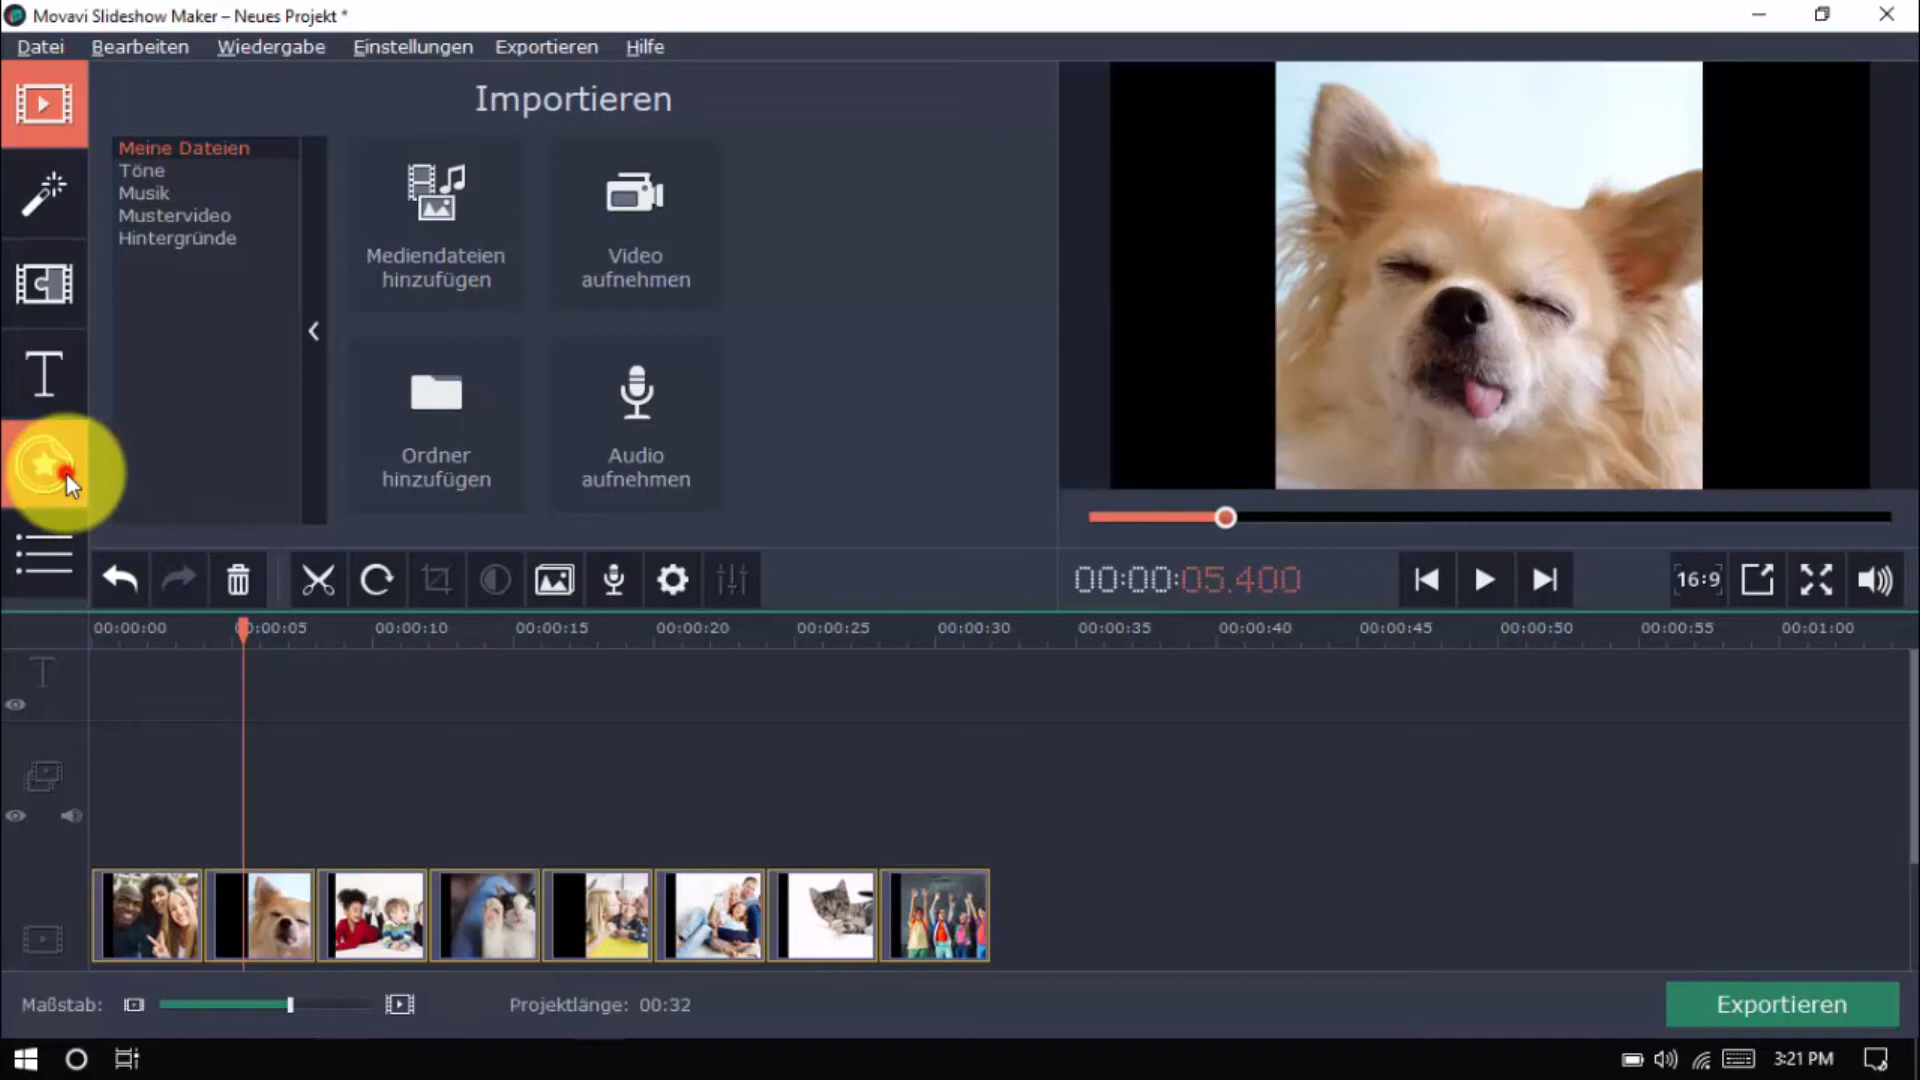 Movavi Slideshow Maker – Neues Projekt *
Datei Bearbeiten Wiedergabe Einstellungen Exportieren Hilfe
Importieren
Meine Dateien
Töne
Musik
Mustervideo
Hintergründe
Mediendateien
hinzufügen
Video
aufnehmen
Ordner
hinzufügen
Audio
aufnehmen
T
00:00:05.400
16:9
00:00:00 00:00:05 00:00:10 00:00:15 00:00:20 00:00:25 00:00:30 00:00:35 00:00:40 00:00:45 00:00:50 00:00:55 00:01:00
T
Maßstab: Projektlänge: 00:32
Exportieren
3:21 PM